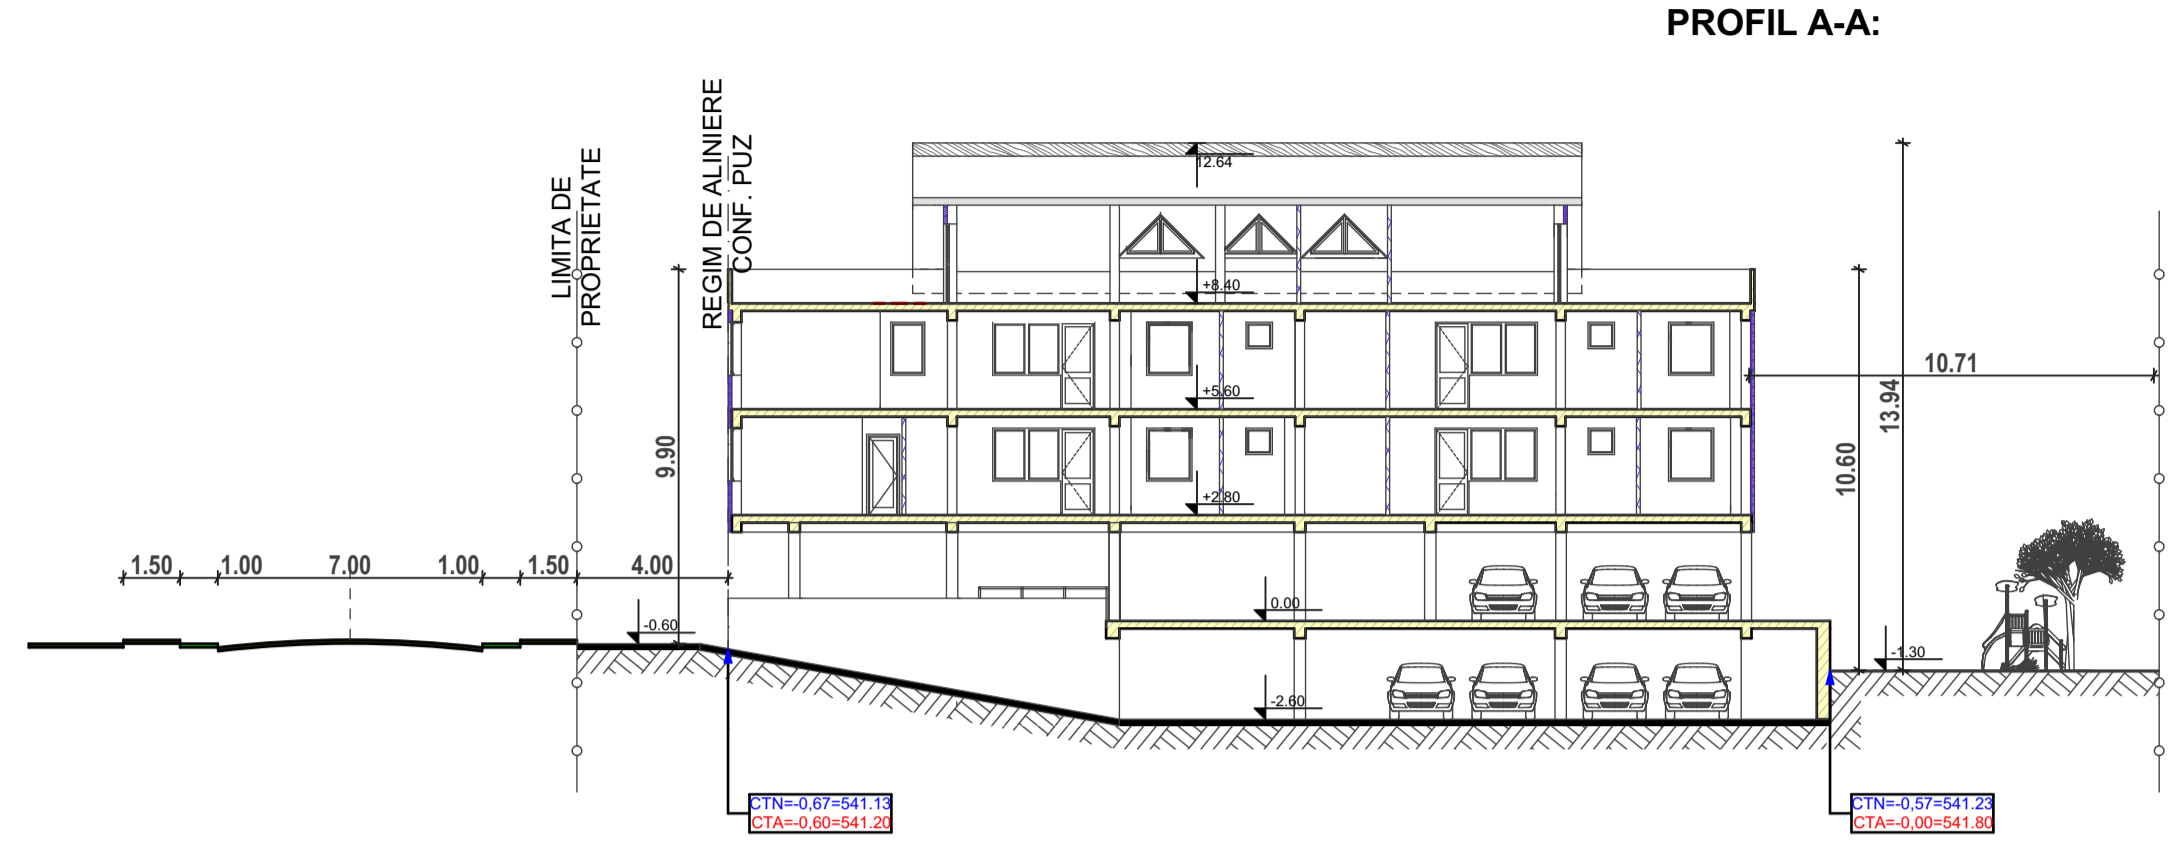 PROFIL A-A:
LIMITA DE
PROPRIETATE
REGIM DE ALINIERE
CONF. PUZ
12.64
+8.40
+5.60
+2.80
0.00
-0.60
-1.30
-2.60
9.90
10.60
13.94
10.71
1.50
1.00
7.00
1.00
1.50
4.00
CTN=-0,67=541.13
CTA=-0,60=541.20
CTN=-0,57=541.23
CTA=-0,00=541.80